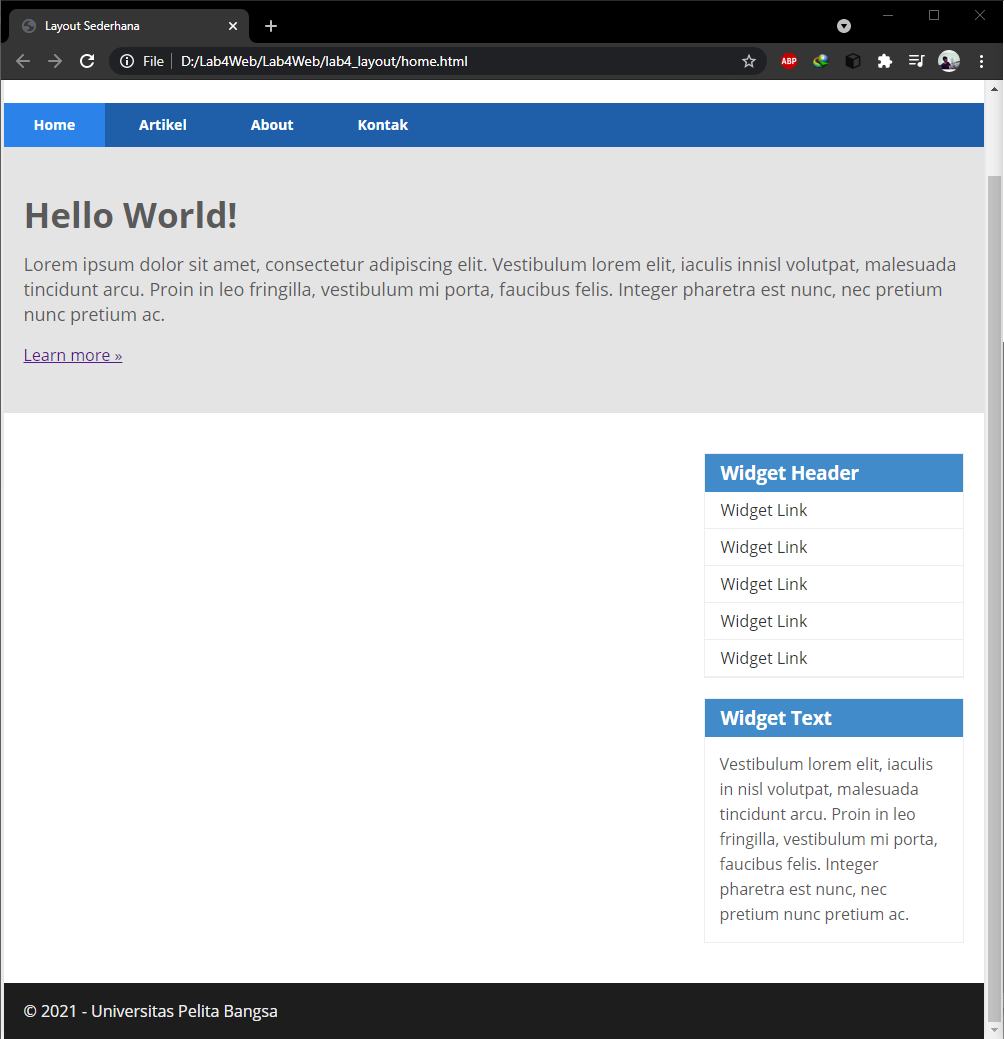 Layout Sederhana
File
D:/Lab4Web/Lab4Web/lab4_layout/home.html
ABP
Home Artikel About Kontak
Hello World!
Lorem ipsum dolor sit amet, consectetur adipiscing elit. Vestibulum lorem elit, iaculis innisl volutpat, malesuada
tincidunt arcu. Proin in leo fringilla, vestibulum mi porta, faucibus felis. Integer pharetra est nunc, nec pretium
nunc pretium ac.
Learn more »
Widget Header
Widget Link
Widget Link
Widget Link
Widget Link
Widget Link
Widget Text
Vestibulum lorem elit, iaculis
in nisl volutpat, malesuada
tincidunt arcu. Proin in leo
fringilla, vestibulum mi porta,
faucibus felis. Integer
pharetra est nunc, nec
pretium nunc pretium ac.
© 2021 - Universitas Pelita Bangsa